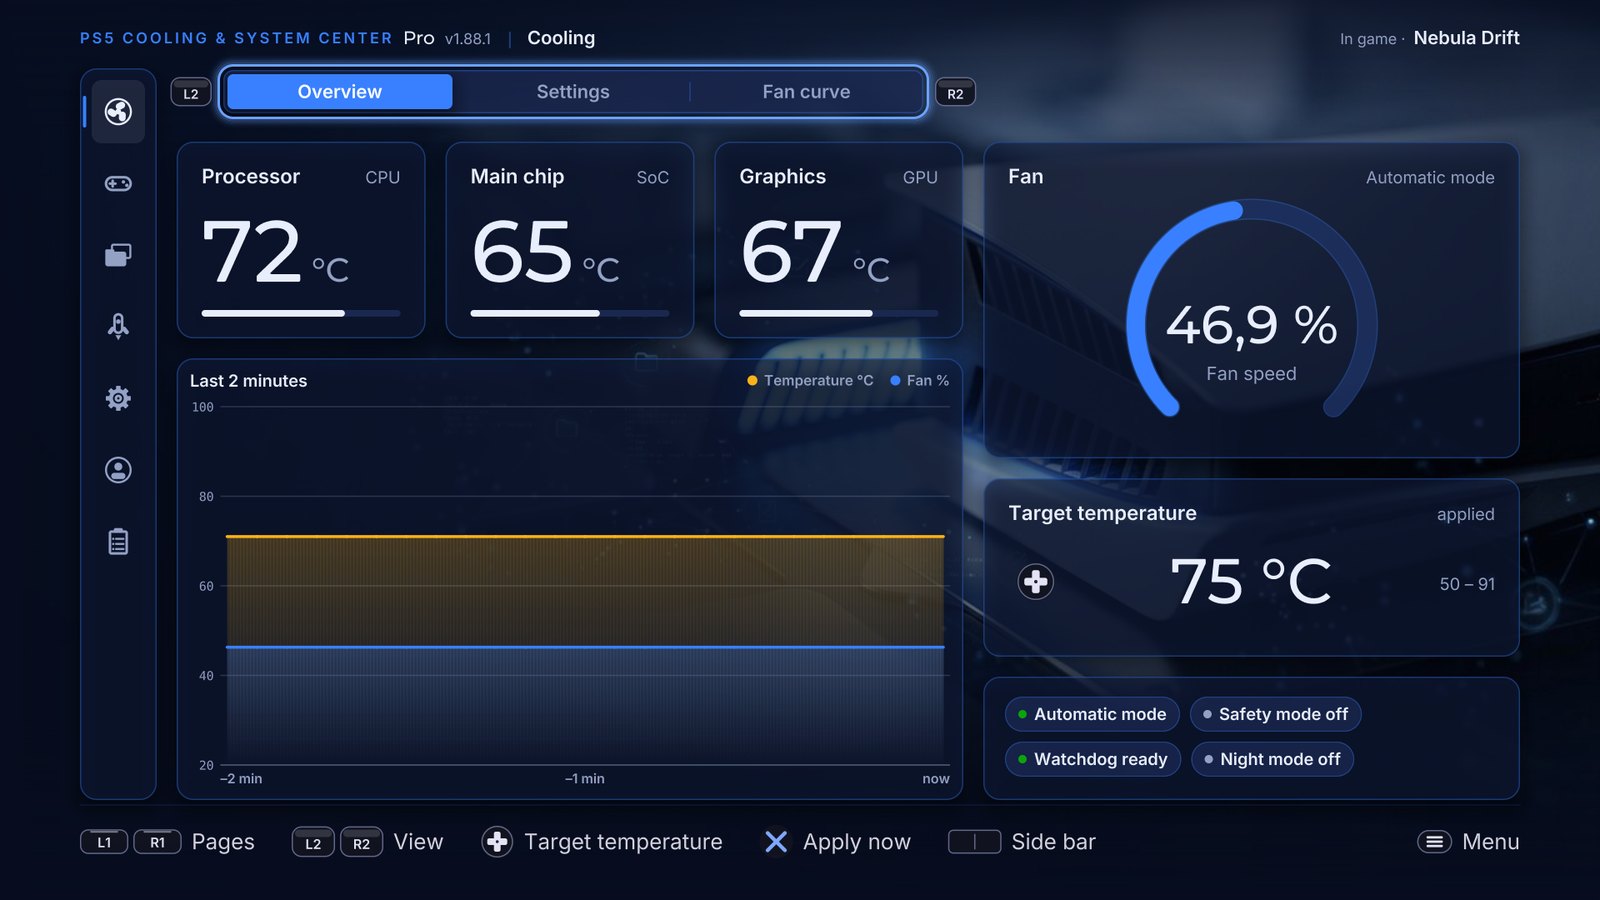 PS5 COOLING & SYSTEM CENTER Pro v1.88.1 | Cooling
In game · Nebula Drift
L2 Overview Settings Fan curve R2
Processor CPU
72 °C
Main chip SoC
65 °C
Graphics GPU
67 °C
Fan Automatic mode
46,9 %
Fan speed
Last 2 minutes
Temperature °C Fan %
100
80
60
40
20
–2 min –1 min now
Target temperature applied
75 °C 50 – 91
Automatic mode Safety mode off
Watchdog ready Night mode off
L1 R1 Pages L2 R2 View Target temperature Apply now Side bar Menu